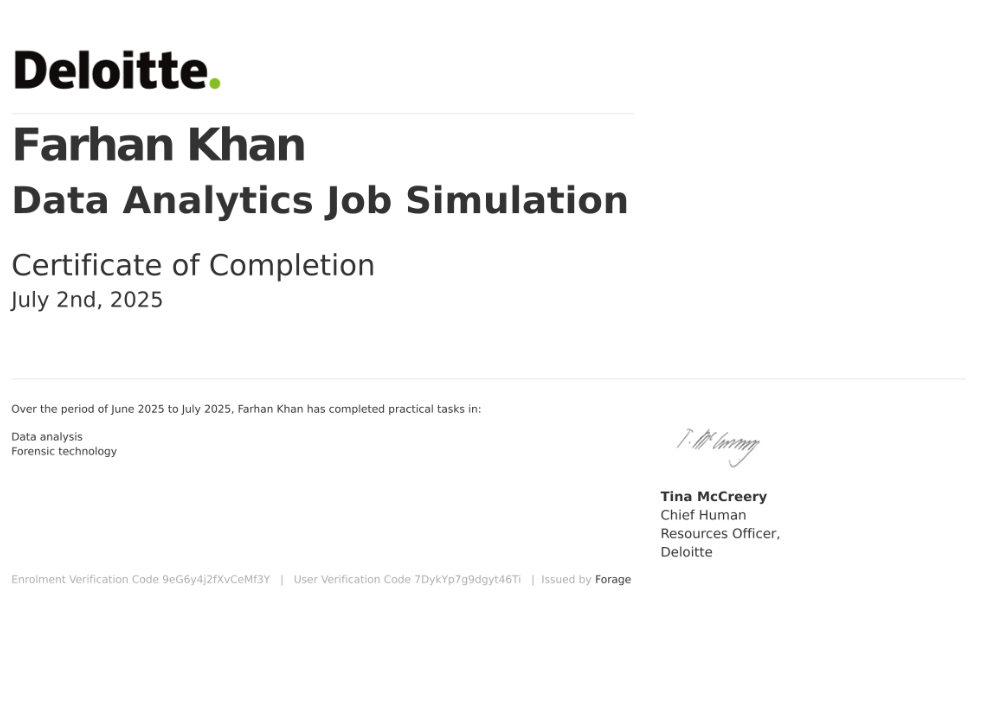 Deloitte.
Farhan Khan
Data Analytics Job Simulation
Certificate of Completion
July 2nd, 2025
Over the period of June 2025 to July 2025, Farhan Khan has completed practical tasks in:
Data analysis
Forensic technology
T. McCreery
Tina McCreery
Chief Human
Resources Officer,
Deloitte
Enrolment Verification Code 9eG6y4j2fXvCeMf3Y | User Verification Code 7DykYp7g9dgyt46Ti | Issued by Forage